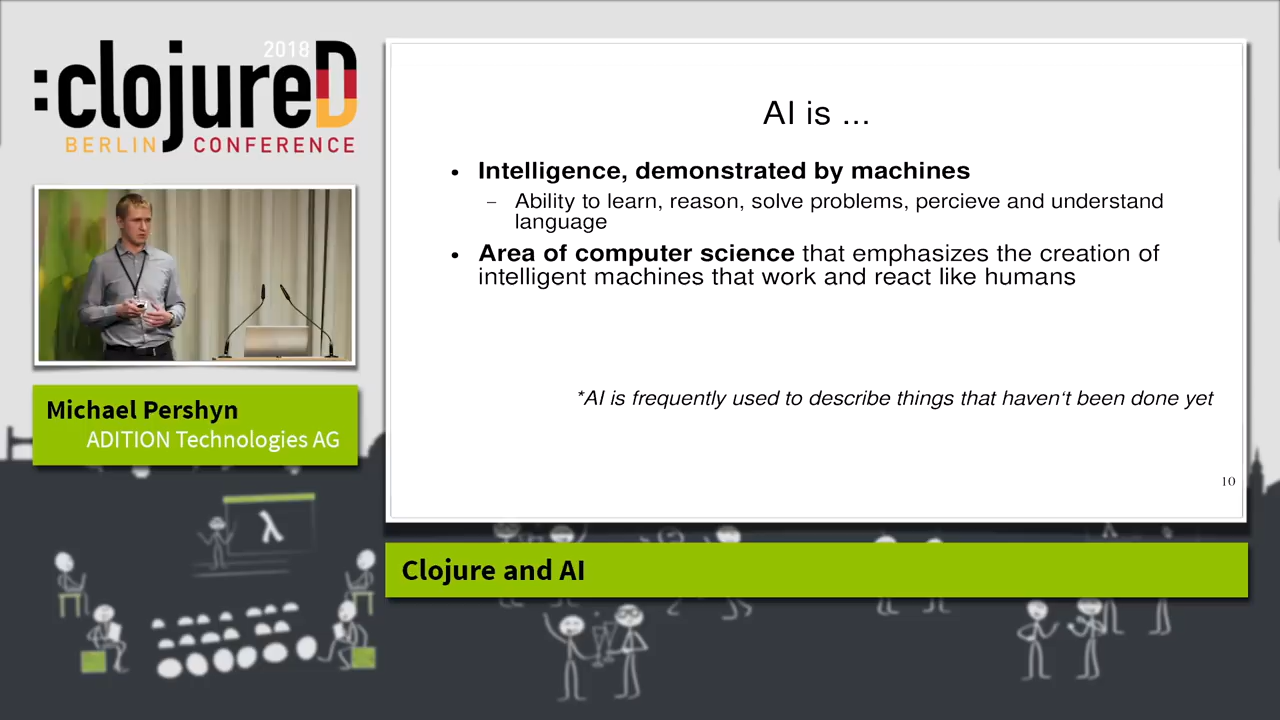 2018
:clojureD
BERLIN CONFERENCE
Michael Pershyn
ADITION Technologies AG
AI is ...
• Intelligence, demonstrated by machines
– Ability to learn, reason, solve problems, percieve and understand
language
• Area of computer science that emphasizes the creation of
intelligent machines that work and react like humans
*AI is frequently used to describe things that haven't been done yet
10
Clojure and AI
λ